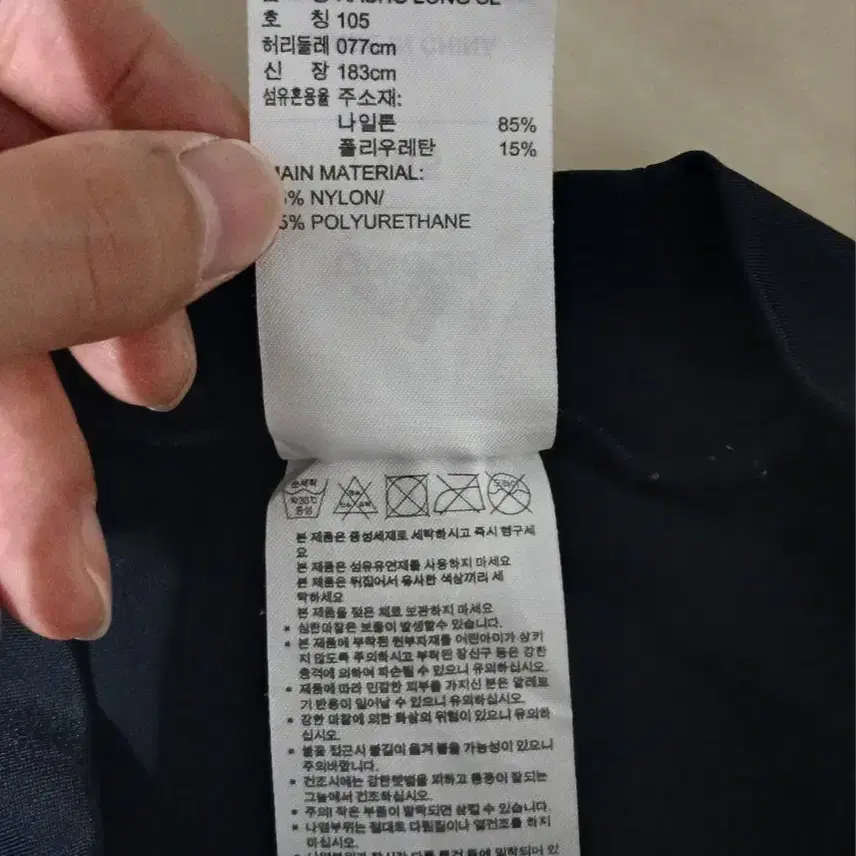 호 칭 105
허리둘레 077cm
신 장 183cm
섬유혼용율 주소재:
나일론 85%
폴리우레탄 15%
MAIN MATERIAL:
5% NYLON/
5% POLYURETHANE
손세탁
약30℃
중성
본 제품은 중성세제로 세탁하시고 즉시 헹구세
요
본 제품은 섬유유연제를 사용하지 마세요
본 제품은 뒤집어서 유사한 색상끼리 세
탁하세요
본 제품을 젖은 채로 보관하지 마세요
* 심한마찰은 보풀이 발생할수 있습니다.
* 본 제품에 부착된 원부자재를 어린아이가 삼키
지 않도록 주의하시고 부착된 장신구 등은 강한
충격에 의하여 파손될 수 있으니 유의하십시오.
* 제품에 따라 민감한 피부를 가지신 분은 알레르
기 반응이 일어날 수 있으니 유의하십시오.
* 강한 마찰에 의한 화상의 위험이 있으니 유의하
십시오.
* 불꽃 접근시 불길이 옮겨 붙을 가능성이 있으니
주의바랍니다.
* 건조시에는 강한햇볕을 피하고 통풍이 잘되는
그늘에서 건조하십시오.
* 주의! 작은 부품이 탈락되면 삼킬 수 있습니다.
* 나염부위는 절대로 다림질이나 열건조를 하지
마십시오.